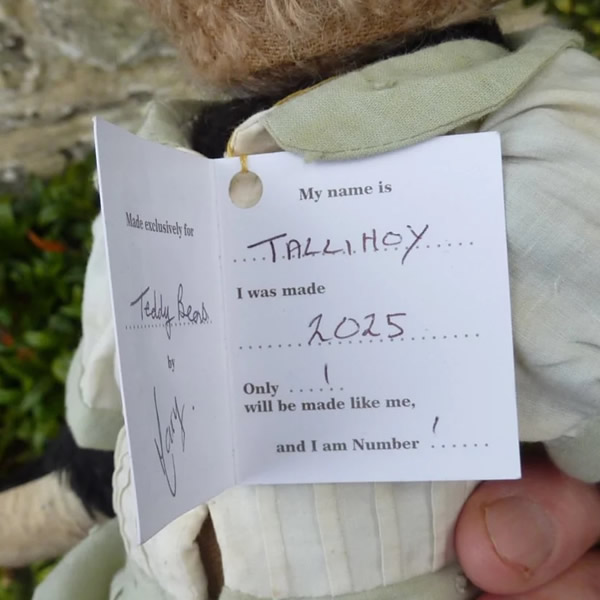 Made exclusively for
Teddy Bears
by
My name is
TALLIHOY
I was made
2025
Only 1
will be made like me,
and I am Number 1